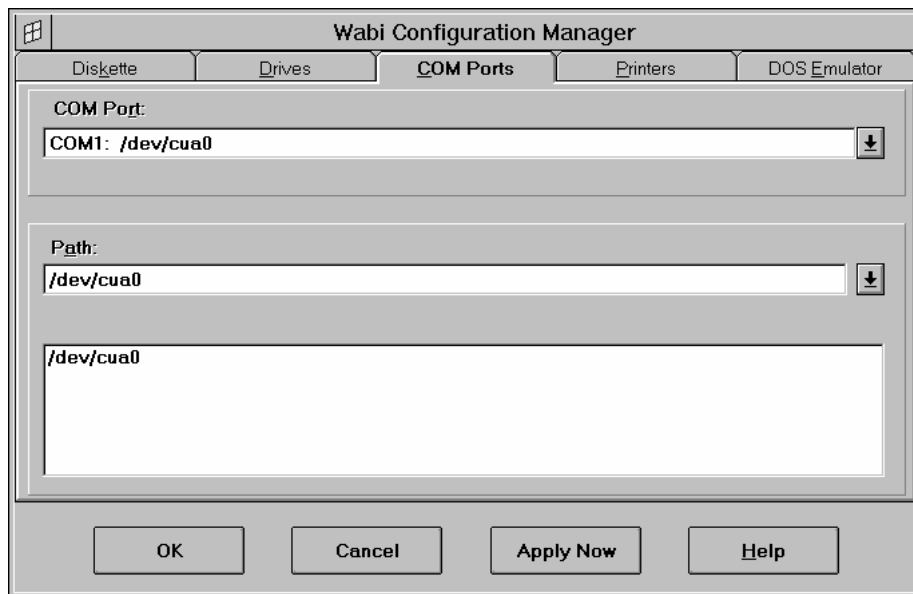 Wabi Configuration Manager
Diskette Drives COM Ports Printers DOS Emulator
COM Port:
COM1: /dev/cua0
Path:
/dev/cua0
/dev/cua0
OK Cancel Apply Now Help